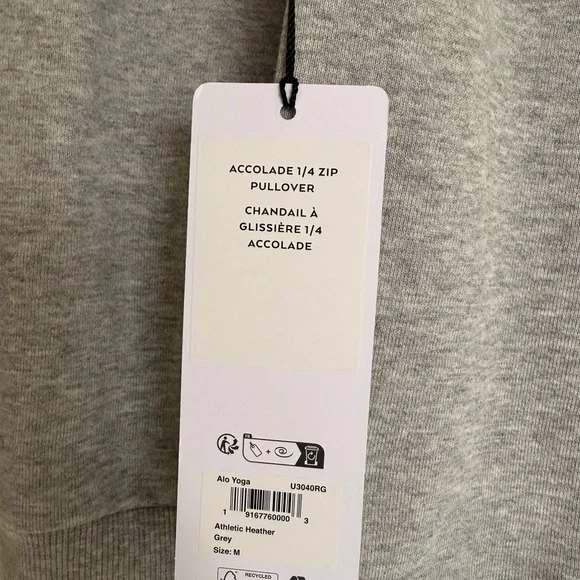 ACCOLADE 1/4 ZIP
PULLOVER
CHANDAIL À
GLISSIÈRE 1/4
ACCOLADE
FR
Alo Yoga U3040RG
1 9167760000 3
Athletic Heather
Grey
Size: M
RECYCLED